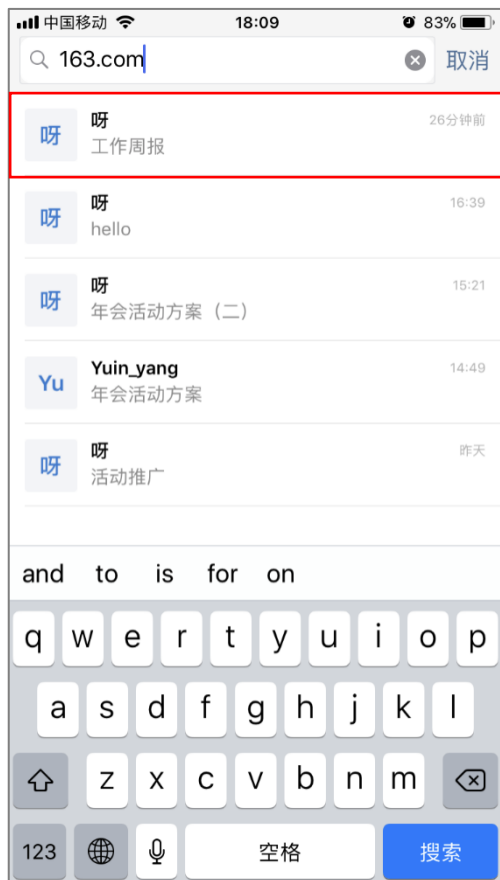 中国移动 18:09 83%
163.com 取消
呀 呀 26分钟前
工作周报
呀 呀 16:39
hello
呀 呀 15:21
年会活动方案（二）
Yu Yuin_yang 14:49
年会活动方案
呀 呀 昨天
活动推广
and to is for on
q w e r t y u i o p
a s d f g h j k l
z x c v b n m
123 空格 搜索